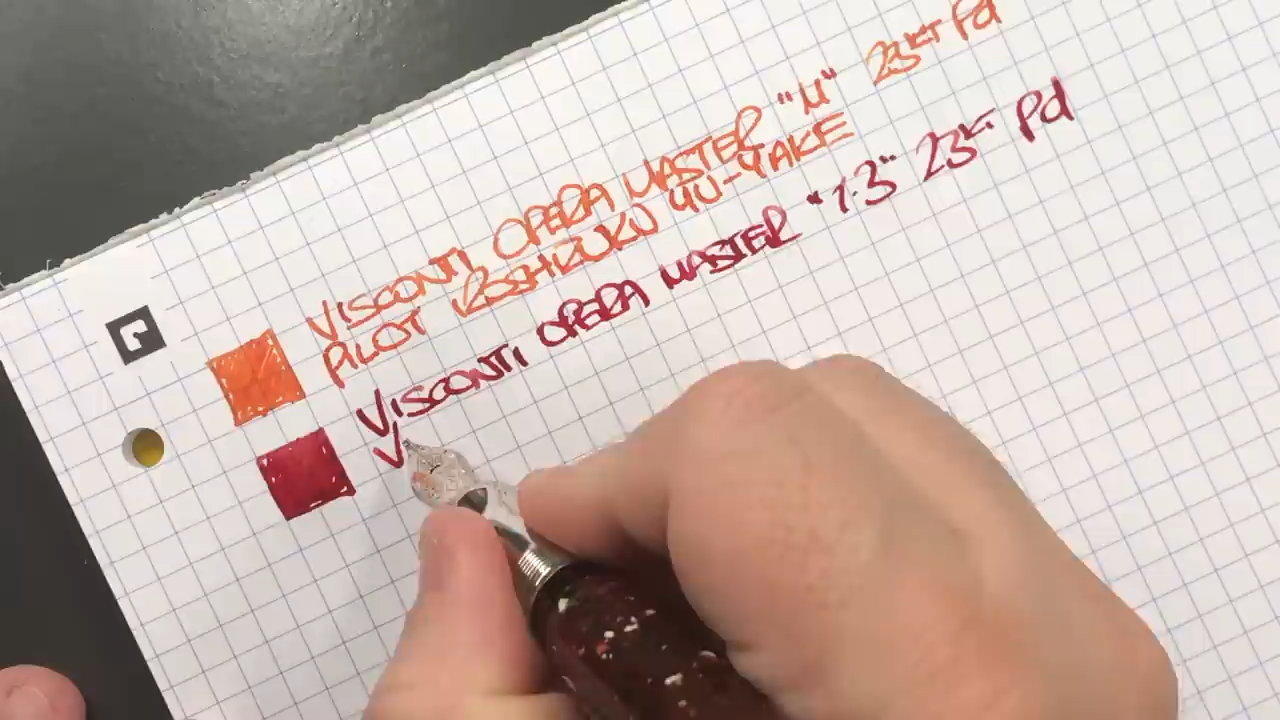 VISCONTI OPERA MASTER "M" 23KT Pd
PILOT IROSHIZUKU YU-YAKE
VISCONTI OPERA MASTER "1.3" 23KT Pd
V